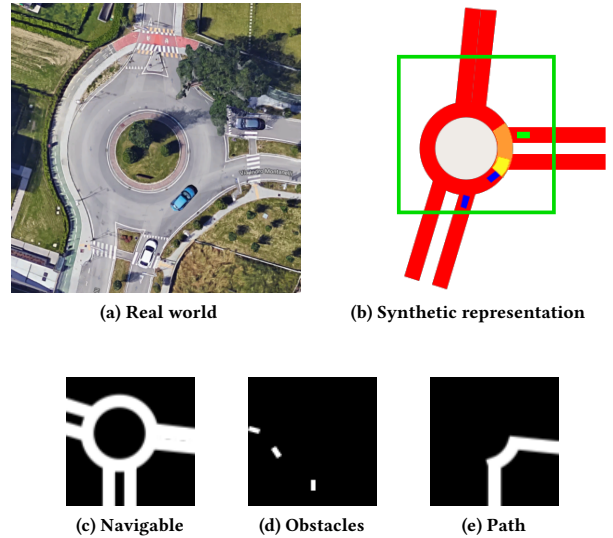 (a) Real world
(b) Synthetic representation
(c) Navigable
(d) Obstacles
(e) Path